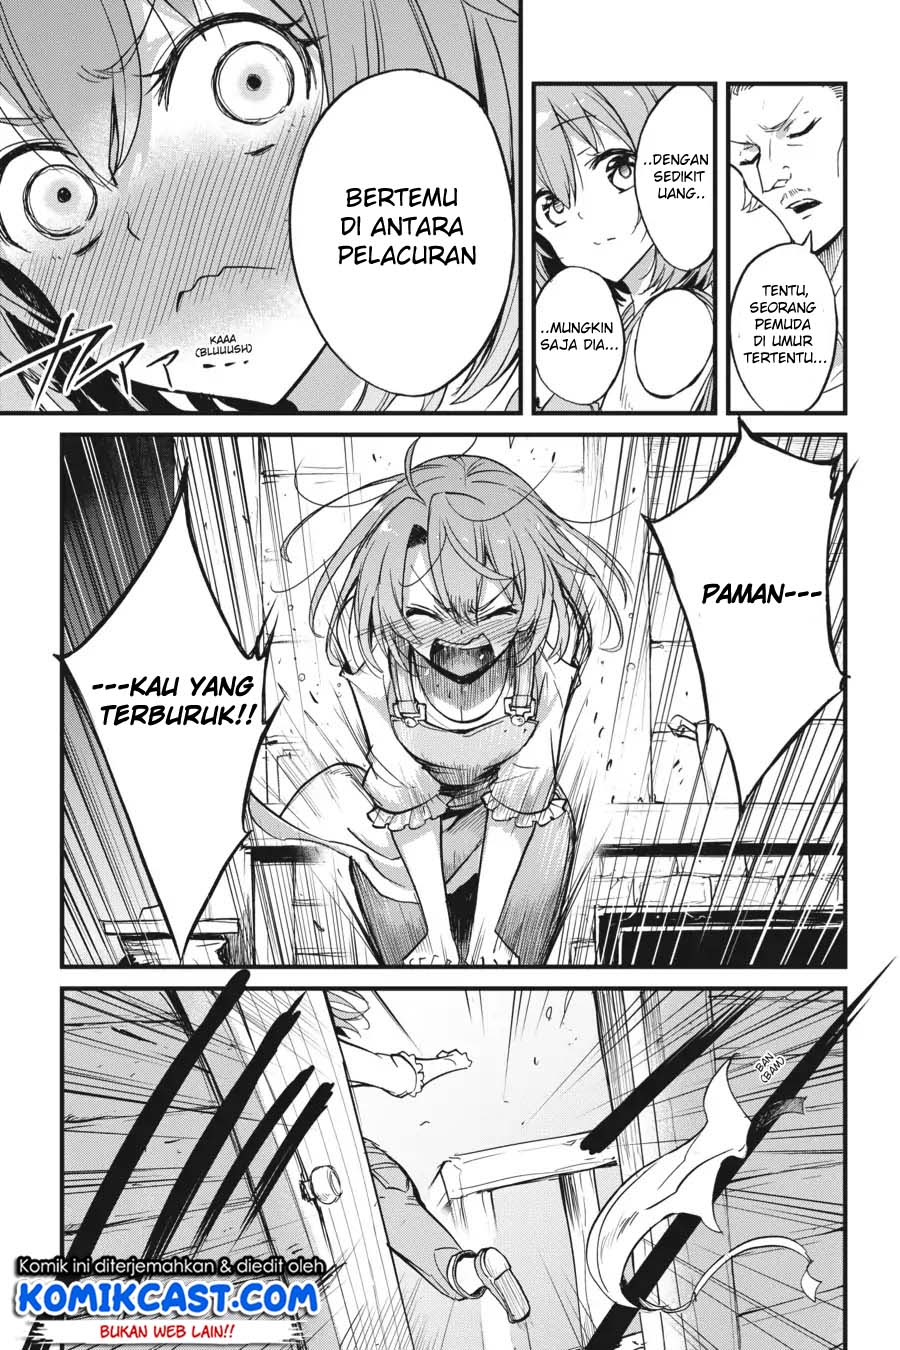 TENTU,
SEORANG
PEMUDA
DI UMUR
TERTENTU...
..DENGAN
SEDIKIT
UANG..
..MUNGKIN
SAJA DIA...
BERTEMU
DI ANTARA
PELACURAN
KAAA
(BLUUUSH)
PAMAN---
---KAU YANG
TERBURUK!!
BAN
(BAM)
Komik ini diterjemahkan & diedit oleh
KOMIKCAST.COM
BUKAN WEB LAIN!!